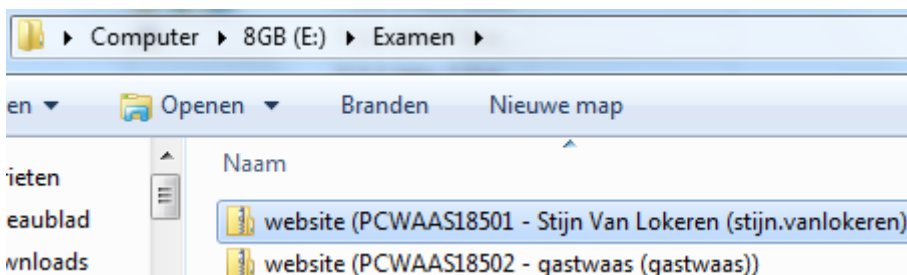 Computer ▸ 8GB (E:) ▸ Examen ▸
en Openen Branden Nieuwe map
Naam
rieten
eaublad
wnloads
website (PCWAAS18501 - Stijn Van Lokeren (stijn.vanlokeren)
website (PCWAAS18502 - gastwaas (gastwaas))